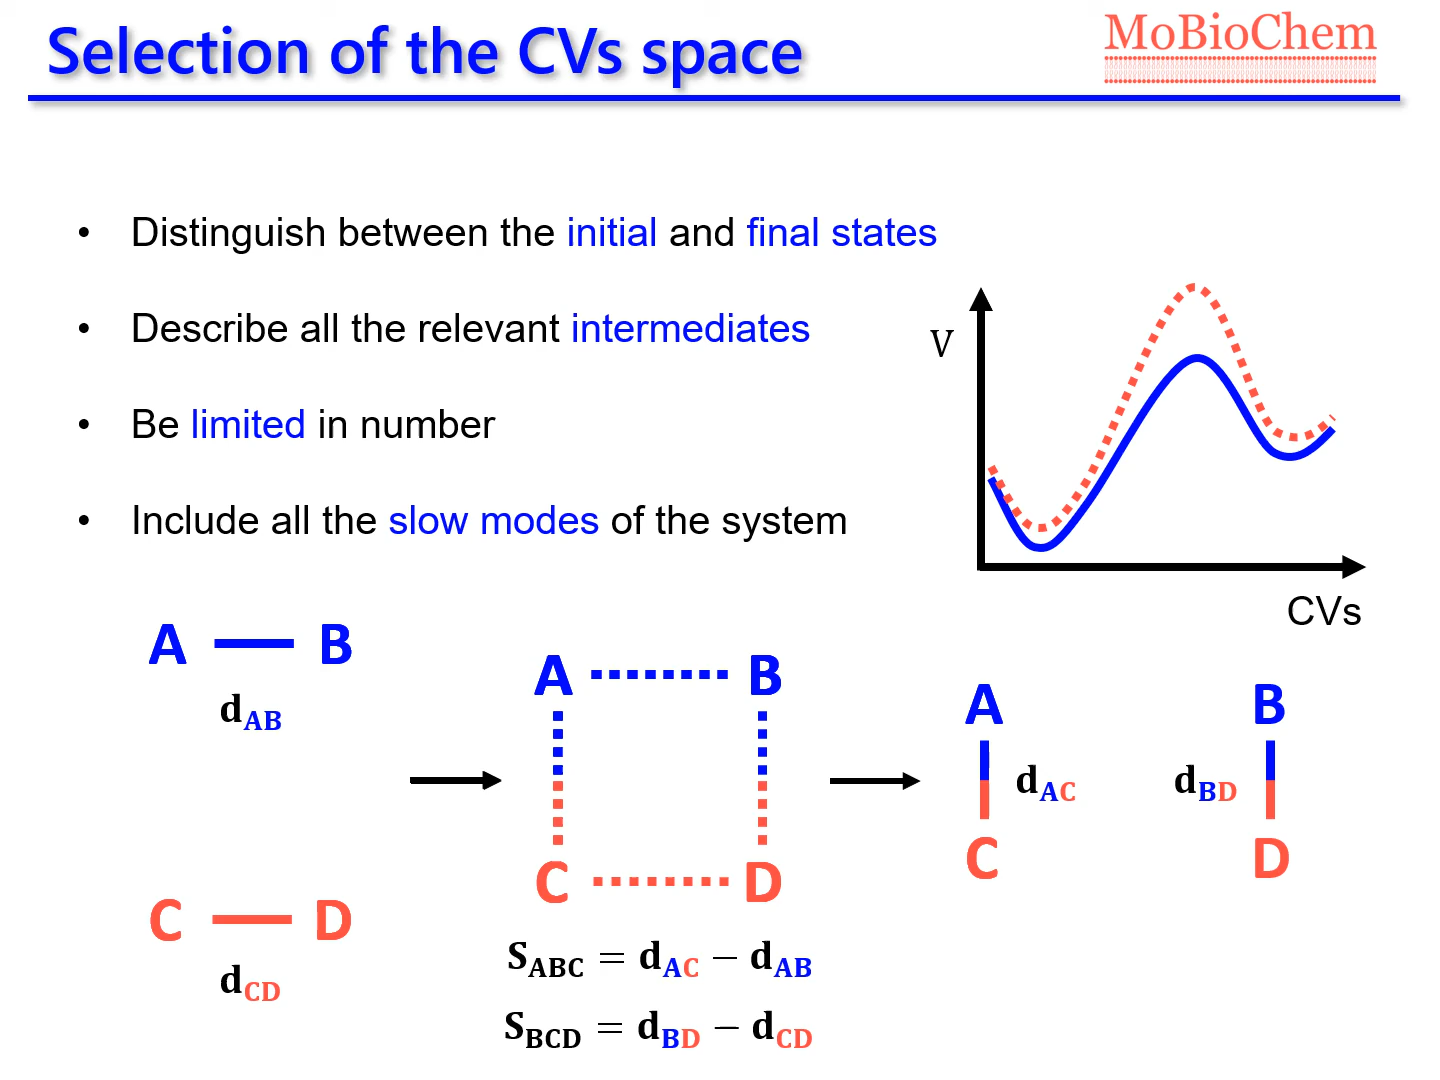 Selection of the CVs space
MoBioChem
• Distinguish between the initial and final states
• Describe all the relevant intermediates
• Be limited in number
• Include all the slow modes of the system
V
CVs
A B
d_AB
C D
d_CD
A B
C D
S_ABC = d_AC − d_AB
S_BCD = d_BD − d_CD
A B
d_AC d_BD
C D